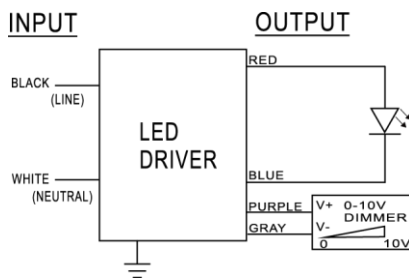 INPUT
OUTPUT
BLACK
(LINE)
WHITE
(NEUTRAL)
LED
DRIVER
RED
BLUE
PURPLE
GRAY
V+ 0-10V
DIMMER
V-
0 10V